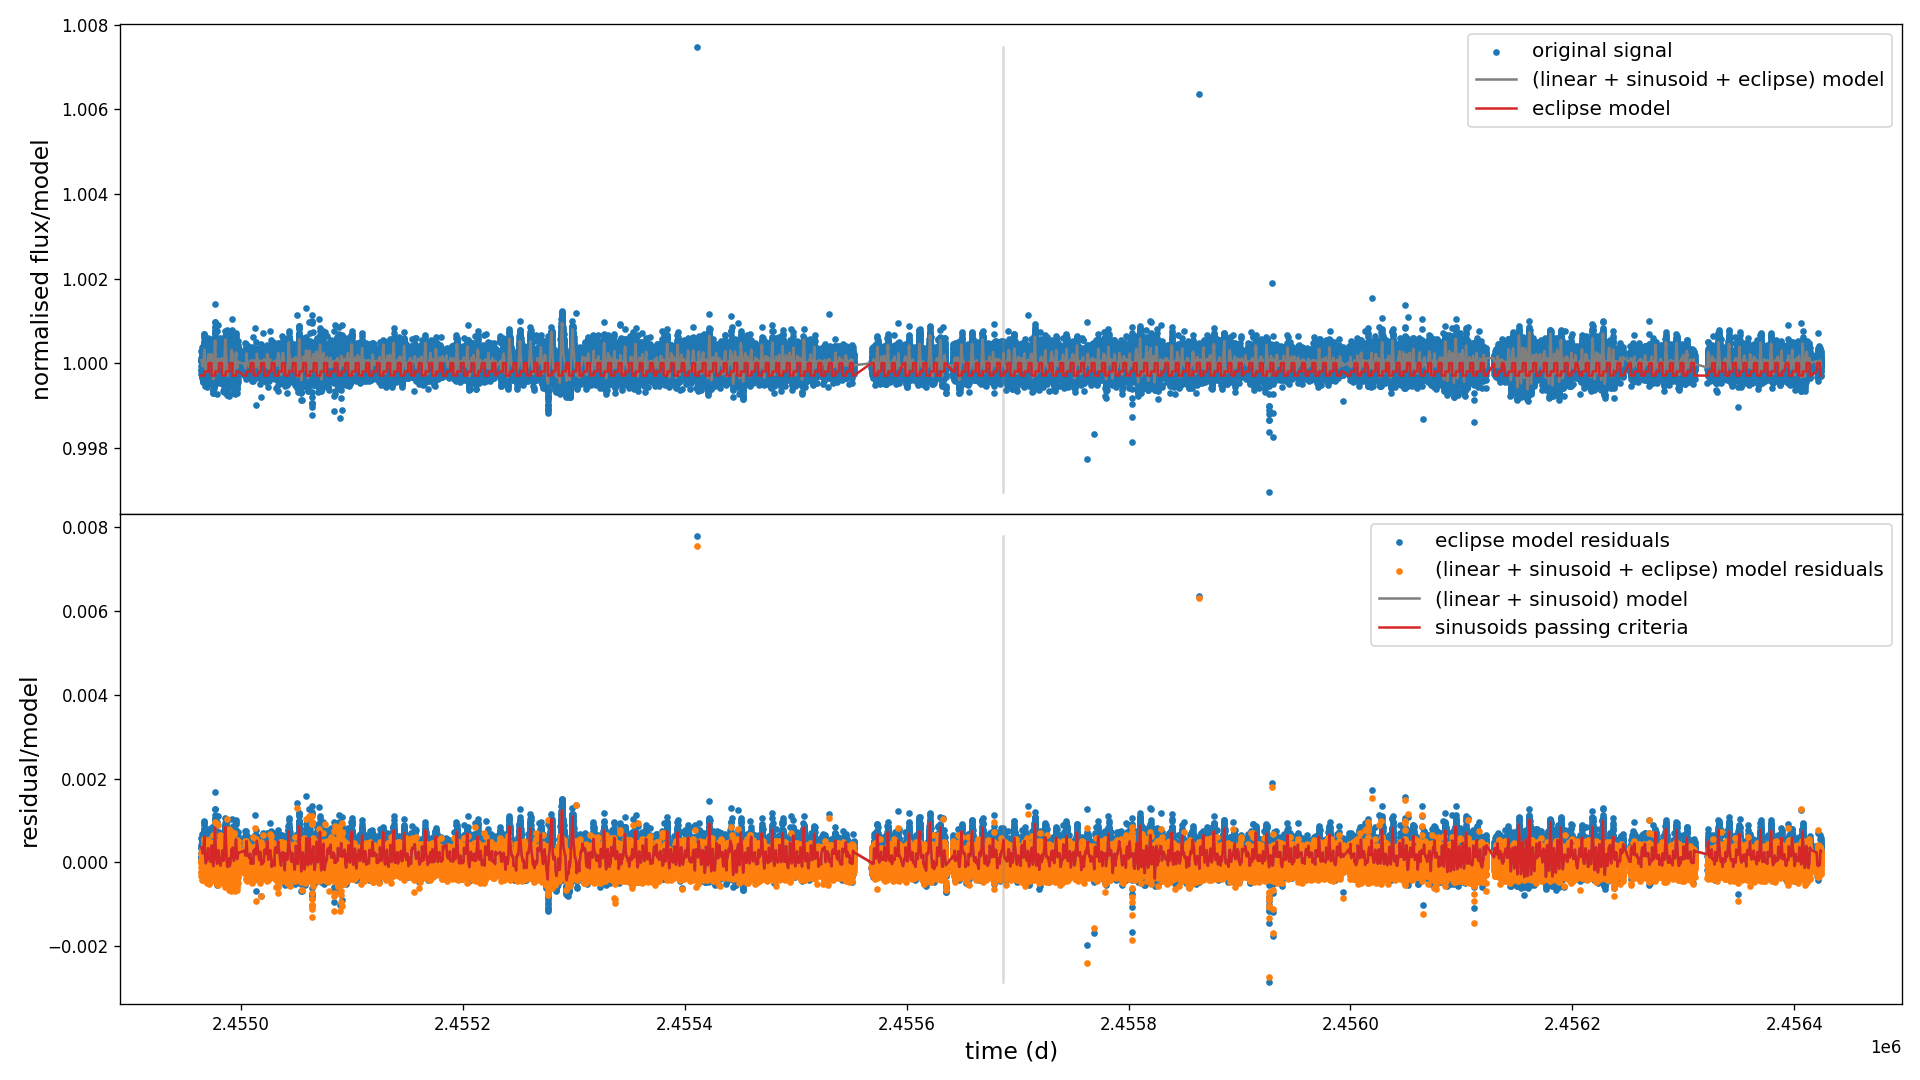 1.008
1.006
1.004
1.002
1.000
0.998
normalised flux/model
original signal
(linear + sinusoid + eclipse) model
eclipse model
0.008
0.006
0.004
0.002
0.000
−0.002
residual/model
eclipse model residuals
(linear + sinusoid + eclipse) model residuals
(linear + sinusoid) model
sinusoids passing criteria
2.4550
2.4552
2.4554
2.4556
2.4558
2.4560
2.4562
2.4564
1e6
time (d)